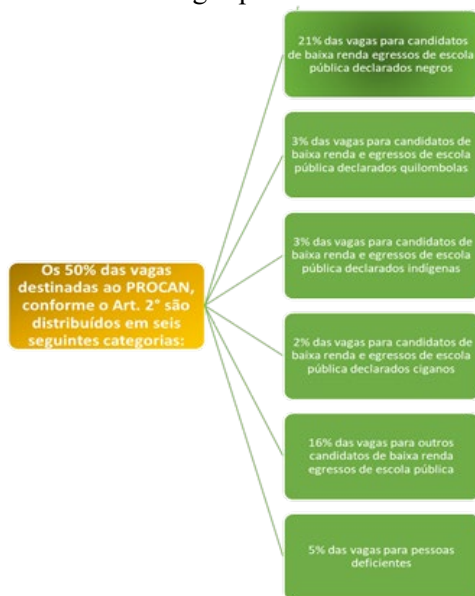 Os 50% das vagas
destinadas ao PROCAN,
conforme o Art. 2° são
distribuídos em seis
seguintes categorias:
21% das vagas para candidatos
de baixa renda egressos de escola
pública declarados negros
3% das vagas para candidatos de
baixa renda e egressos de escola
pública declarados quilombolas
3% das vagas para candidatos de
baixa renda e egressos de escola
pública declarados indígenas
2% das vagas para candidatos de
baixa renda e egressos de escola
pública declarados ciganos
16% das vagas para outros
candidatos de baixa renda
egressos de escola pública
5% das vagas para pessoas
deficientes